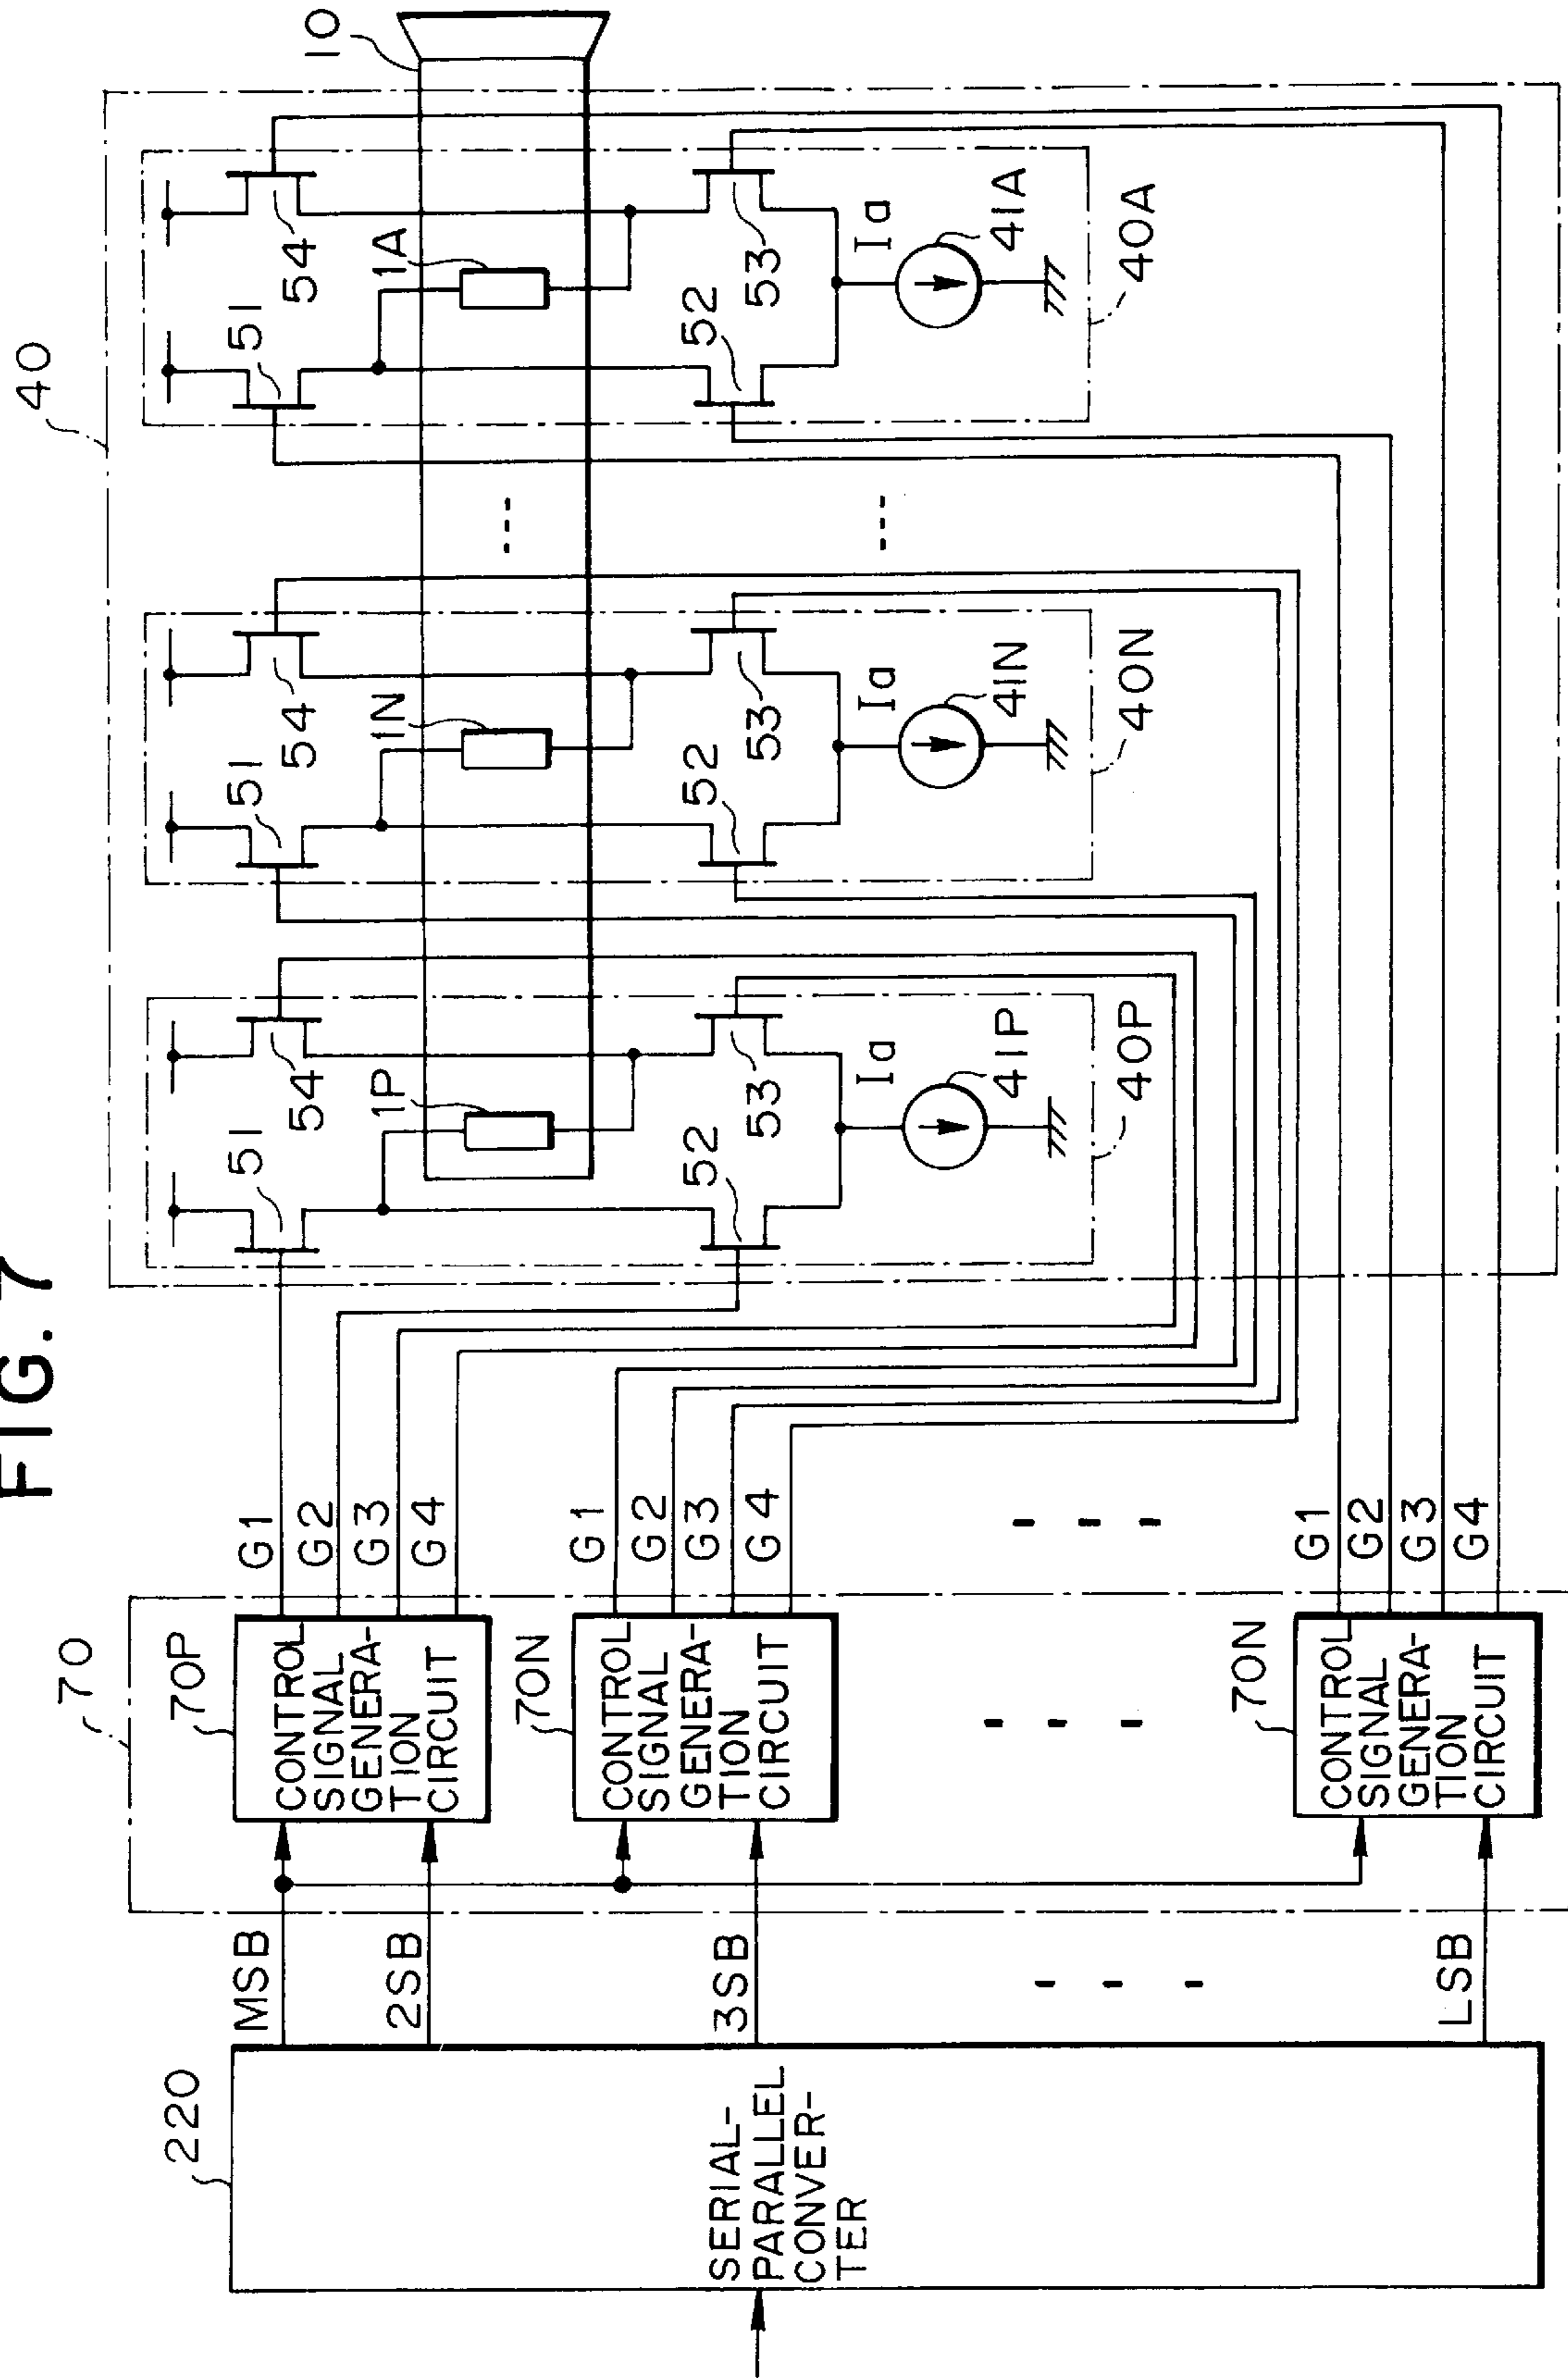 FIG. 7
220
SERIAL-
PARALLEL
CONVER-
TER
MSB
2SB
3SB
LSB
70
70P
CONTROL
SIGNAL
GENERA-
TION
CIRCUIT
G1
G2
G3
G4
70N
CONTROL
SIGNAL
GENERA-
TION
CIRCUIT
G1
G2
G3
G4
70N
CONTROL
SIGNAL
GENERA-
TION
CIRCUIT
G1
G2
G3
G4
40
10
51
54
1P
52
53
Ia
41P
40P
51
54
1N
52
53
Ia
41N
40N
51
54
1A
52
53
Ia
41A
40A